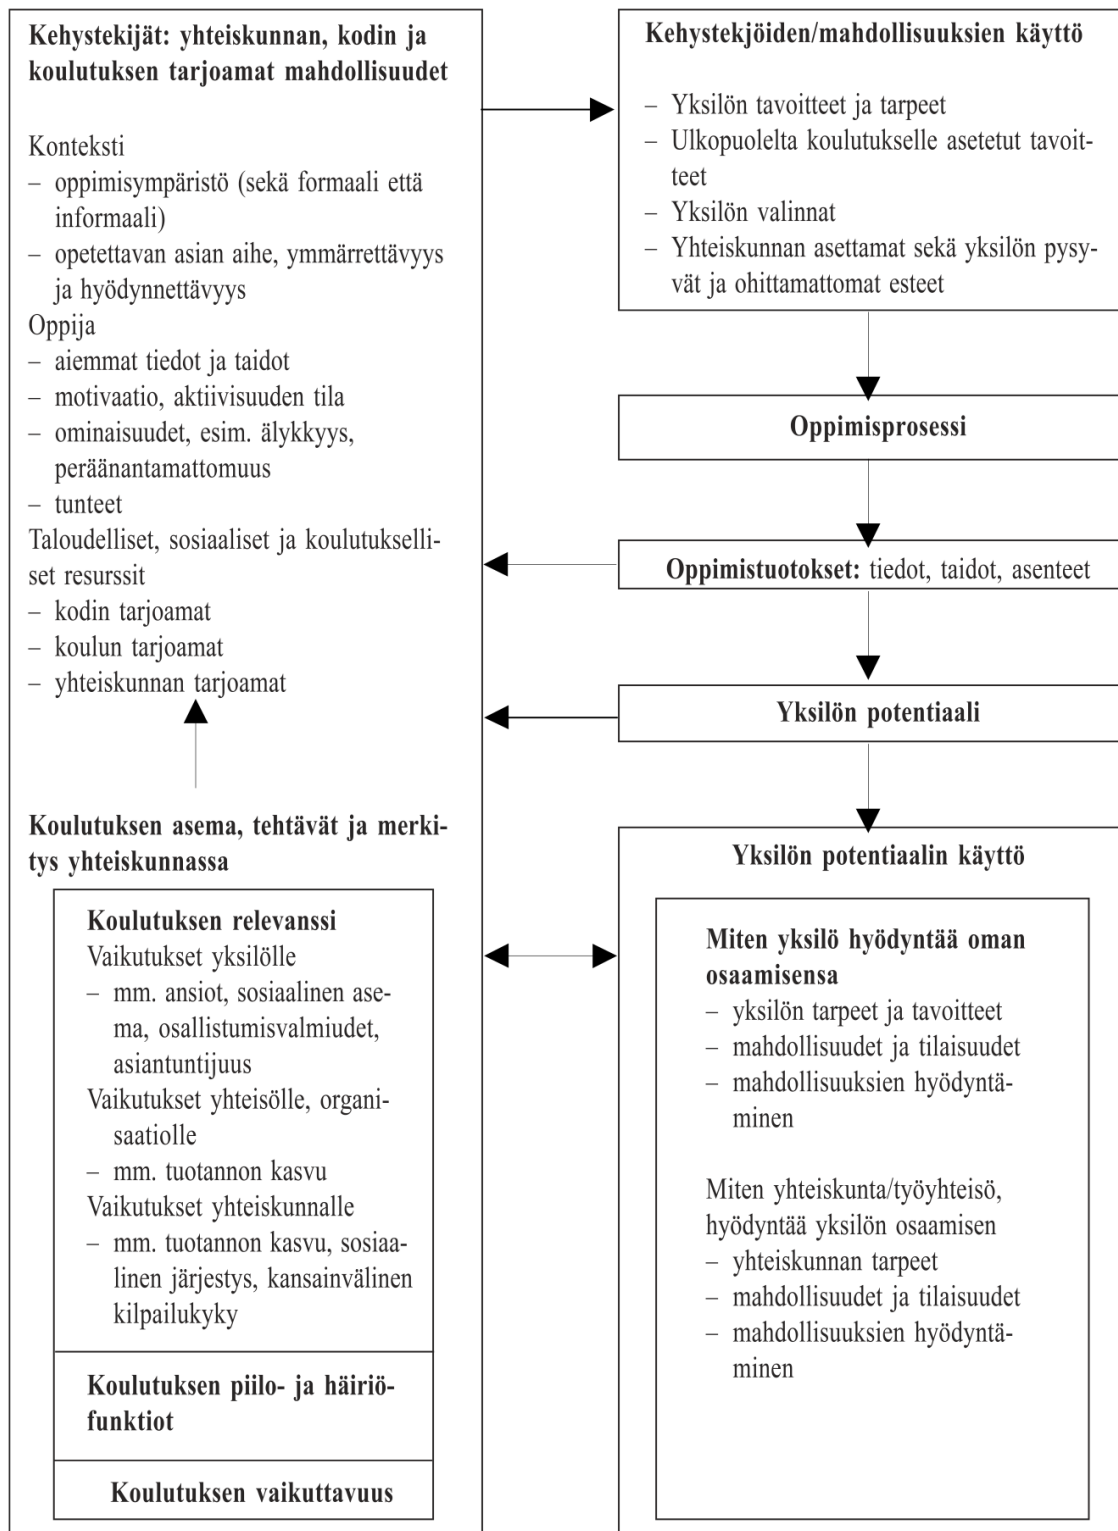 Kehystekijät: yhteiskunnan, kodin ja
koulutuksen tarjoamat mahdollisuudet
Konteksti
– oppimisympäristö (sekä formaali että
informaali)
– opetettavan asian aihe, ymmärrettävyys
ja hyödynnettävyys
Oppija
– aiemmat tiedot ja taidot
– motivaatio, aktiivisuuden tila
– ominaisuudet, esim. älykkyys,
peräänantamattomuus
– tunteet
Taloudelliset, sosiaaliset ja koulutukselli-
set resurssit
– kodin tarjoamat
– koulun tarjoamat
– yhteiskunnan tarjoamat
Koulutuksen asema, tehtävät ja merki-
tys yhteiskunnassa
Koulutuksen relevanssi
Vaikutukset yksilölle
– mm. ansiot, sosiaalinen ase-
ma, osallistumisvalmiudet,
asiantuntijuus
Vaikutukset yhteisölle, organi-
saatiolle
– mm. tuotannon kasvu
Vaikutukset yhteiskunnalle
– mm. tuotannon kasvu, sosiaa-
linen järjestys, kansainvälinen
kilpailukyky
Koulutuksen piilo- ja häiriö-
funktiot
Koulutuksen vaikuttavuus
Kehystekjöiden/mahdollisuuksien käyttö
– Yksilön tavoitteet ja tarpeet
– Ulkopuolelta koulutukselle asetetut tavoit-
teet
– Yksilön valinnat
– Yhteiskunnan asettamat sekä yksilön pysy-
vät ja ohittamattomat esteet
Oppimisprosessi
Oppimistuotokset: tiedot, taidot, asenteet
Yksilön potentiaali
Yksilön potentiaalin käyttö
Miten yksilö hyödyntää oman
osaamisensa
– yksilön tarpeet ja tavoitteet
– mahdollisuudet ja tilaisuudet
– mahdollisuuksien hyödyntä-
minen
Miten yhteiskunta/työyhteisö,
hyödyntää yksilön osaamisen
– yhteiskunnan tarpeet
– mahdollisuudet ja tilaisuudet
– mahdollisuuksien hyödyntä-
minen